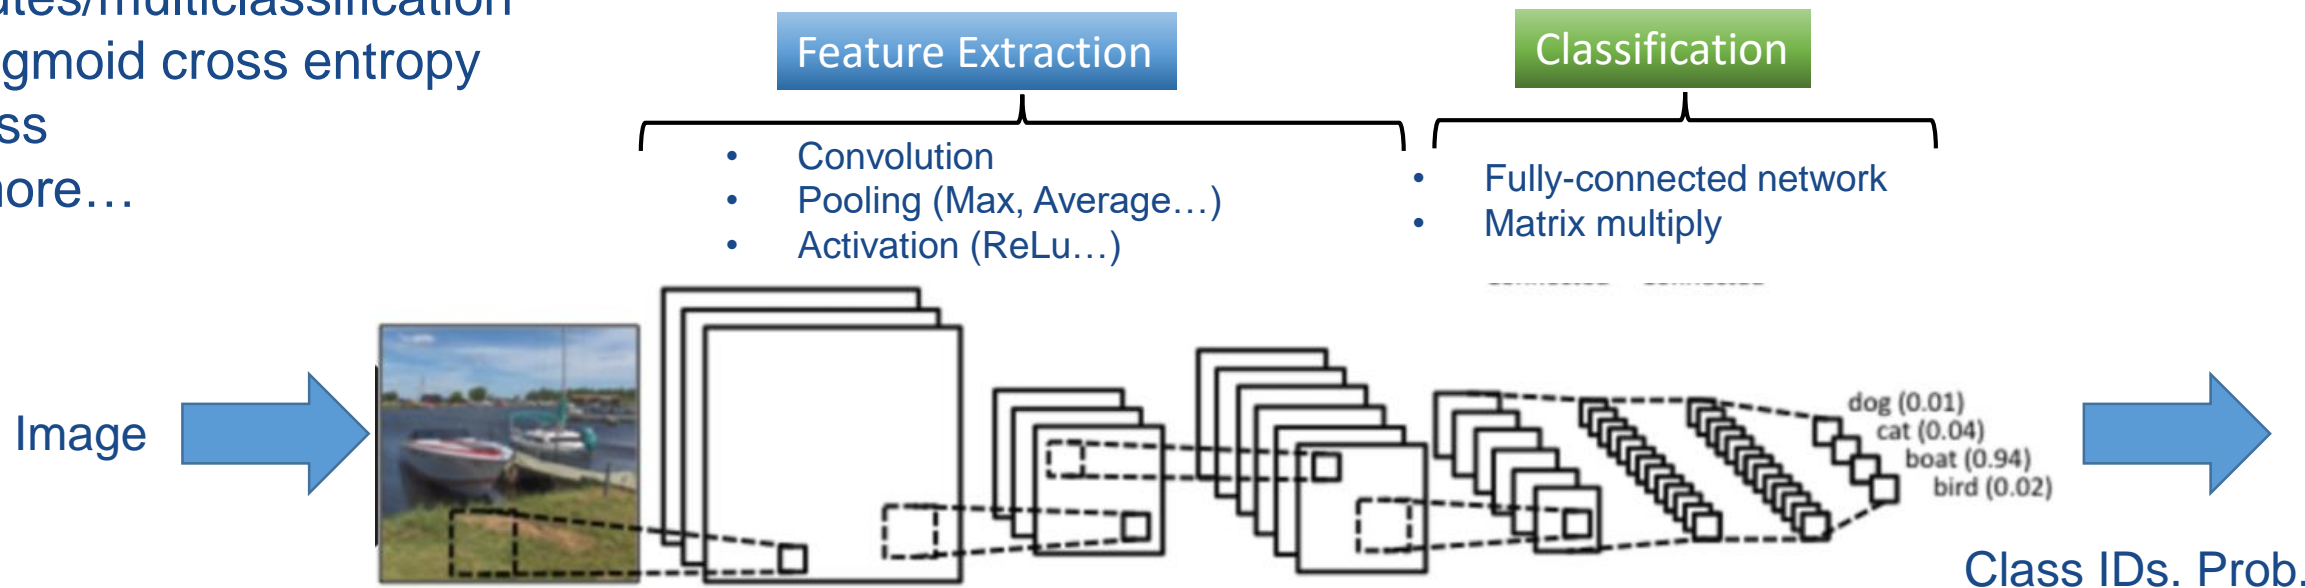 gmoid cross entropy
ss
more…
Feature Extraction
Classification
• Convolution
• Pooling (Max, Average…)
• Activation (ReLu…)
• Fully-connected network
• Matrix multiply
Image
dog (0.01)
cat (0.04)
boat (0.94)
bird (0.02)
Class IDs, Prob.